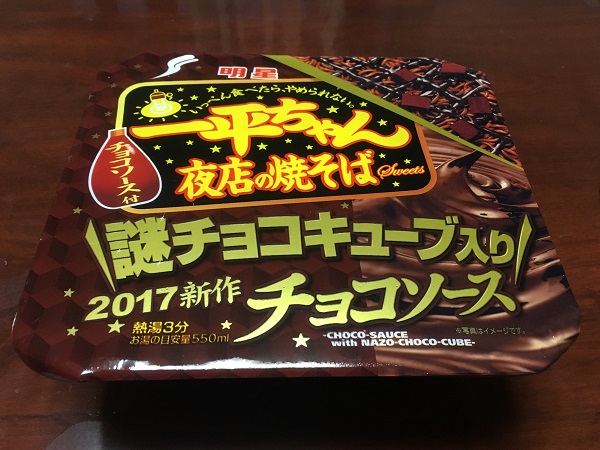 明星
いっぺん食べたら、やめられない。
一平ちゃん
夜店の焼そば
Sweets
チョコソース付
謎チョコキューブ入り
2017新作
チョコソース
-CHOCO-SAUCE
with NAZO-CHOCO-CUBE-
熱湯3分
お湯の目安量550ml
※写真はイメージです。